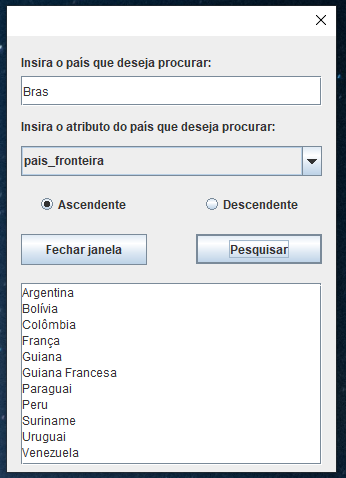 Insira o país que deseja procurar:
Bras
Insira o atributo do país que deseja procurar:
pais_fronteira
Ascendente Descendente
Fechar janela Pesquisar
Argentina
Bolívia
Colômbia
França
Guiana
Guiana Francesa
Paraguai
Peru
Suriname
Uruguai
Venezuela